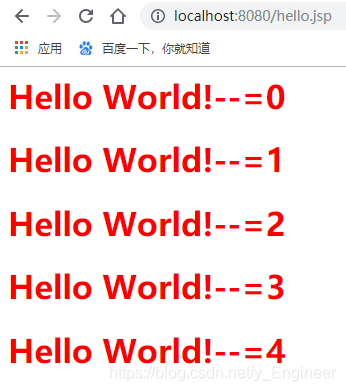 localhost:8080/hello.jsp
应用 百度一下，你就知道
Hello World!--=0
Hello World!--=1
Hello World!--=2
Hello World!--=3
Hello World!--=4
https://blog.csdn.net/y_Engineer